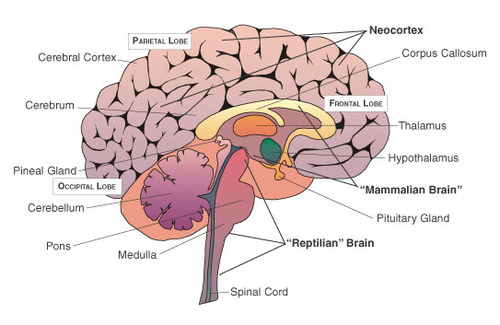 Neocortex
PARIETAL LOBE
Cerebral Cortex
Corpus Callosum
Cerebrum
FRONTAL LOBE
Thalamus
Hypothalamus
Pineal Gland
OCCIPITAL LOBE
"Mammalian Brain"
Cerebellum
Pituitary Gland
Pons
"Reptilian" Brain
Medulla
Spinal Cord